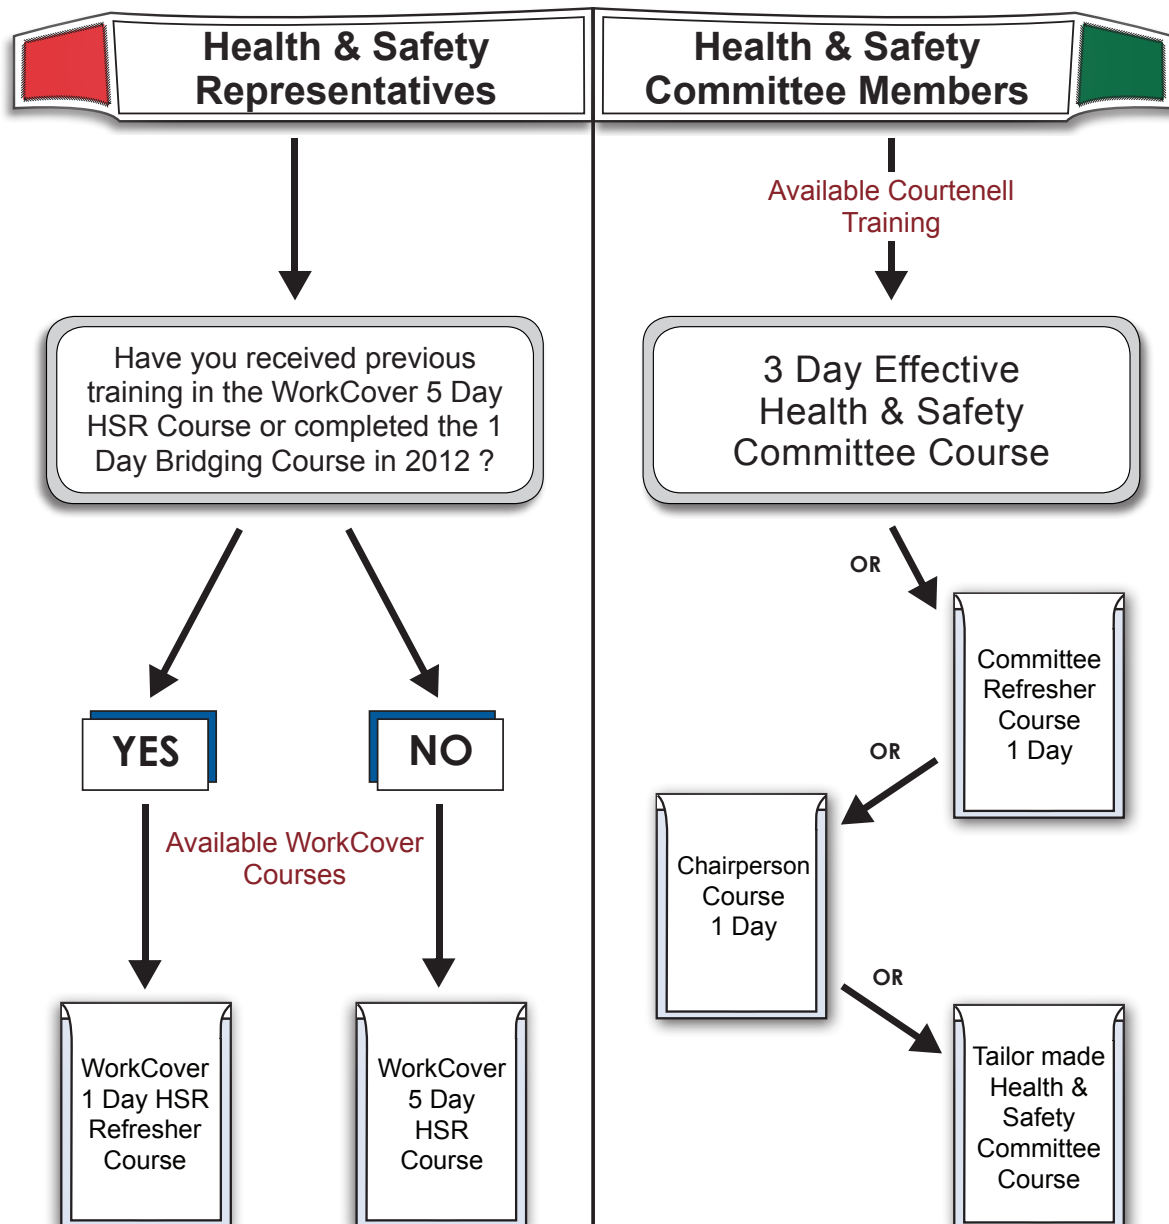 Health & Safety
Representatives
Health & Safety
Committee Members
Have you received previous
training in the WorkCover 5 Day
HSR Course or completed the 1
Day Bridging Course in 2012 ?
YES
NO
Available WorkCover
Courses
WorkCover
1 Day HSR
Refresher
Course
WorkCover
5 Day
HSR
Course
Available Courtenell
Training
3 Day Effective
Health & Safety
Committee Course
OR
Committee
Refresher
Course
1 Day
OR
Chairperson
Course
1 Day
OR
Tailor made
Health &
Safety
Committee
Course